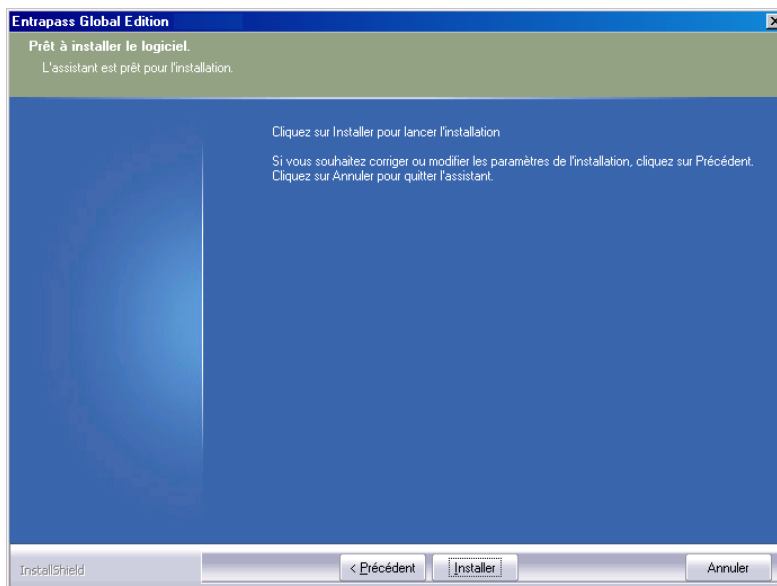 Entrapass Global Edition
Prêt à installer le logiciel.
L'assistant est prêt pour l'installation.
Cliquez sur Installer pour lancer l'installation
Si vous souhaitez corriger ou modifier les paramètres de l'installation, cliquez sur Précédent.
Cliquez sur Annuler pour quitter l'assistant.
InstallShield
< Précédent
Installer
Annuler